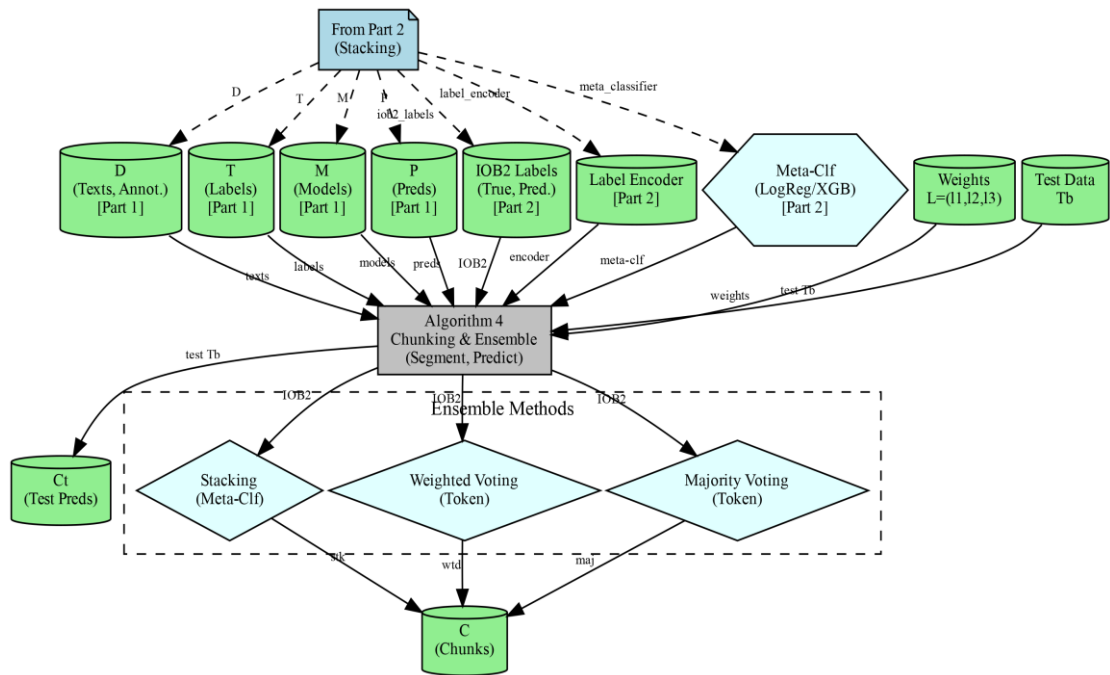 From Part 2
(Stacking)
D
T
M
P
iob2_labels
label_encoder
meta_classifier
D
(Texts, Annot.)
[Part 1]
T
(Labels)
[Part 1]
M
(Models)
[Part 1]
P
(Preds)
[Part 1]
IOB2 Labels
(True, Pred.)
[Part 2]
Label Encoder
[Part 2]
Meta-Clf
(LogReg/XGB)
[Part 2]
Weights
L=(l1,l2,l3)
Test Data
Tb
texts
labels
models
preds
IOB2
encoder
meta-clf
weights
test Tb
Algorithm 4
Chunking & Ensemble
(Segment, Predict)
test Tb
IOB2
IOB2
IOB2
Ensemble Methods
Ct
(Test Preds)
Stacking
(Meta-Clf)
Weighted Voting
(Token)
Majority Voting
(Token)
stk
wtd
maj
C
(Chunks)